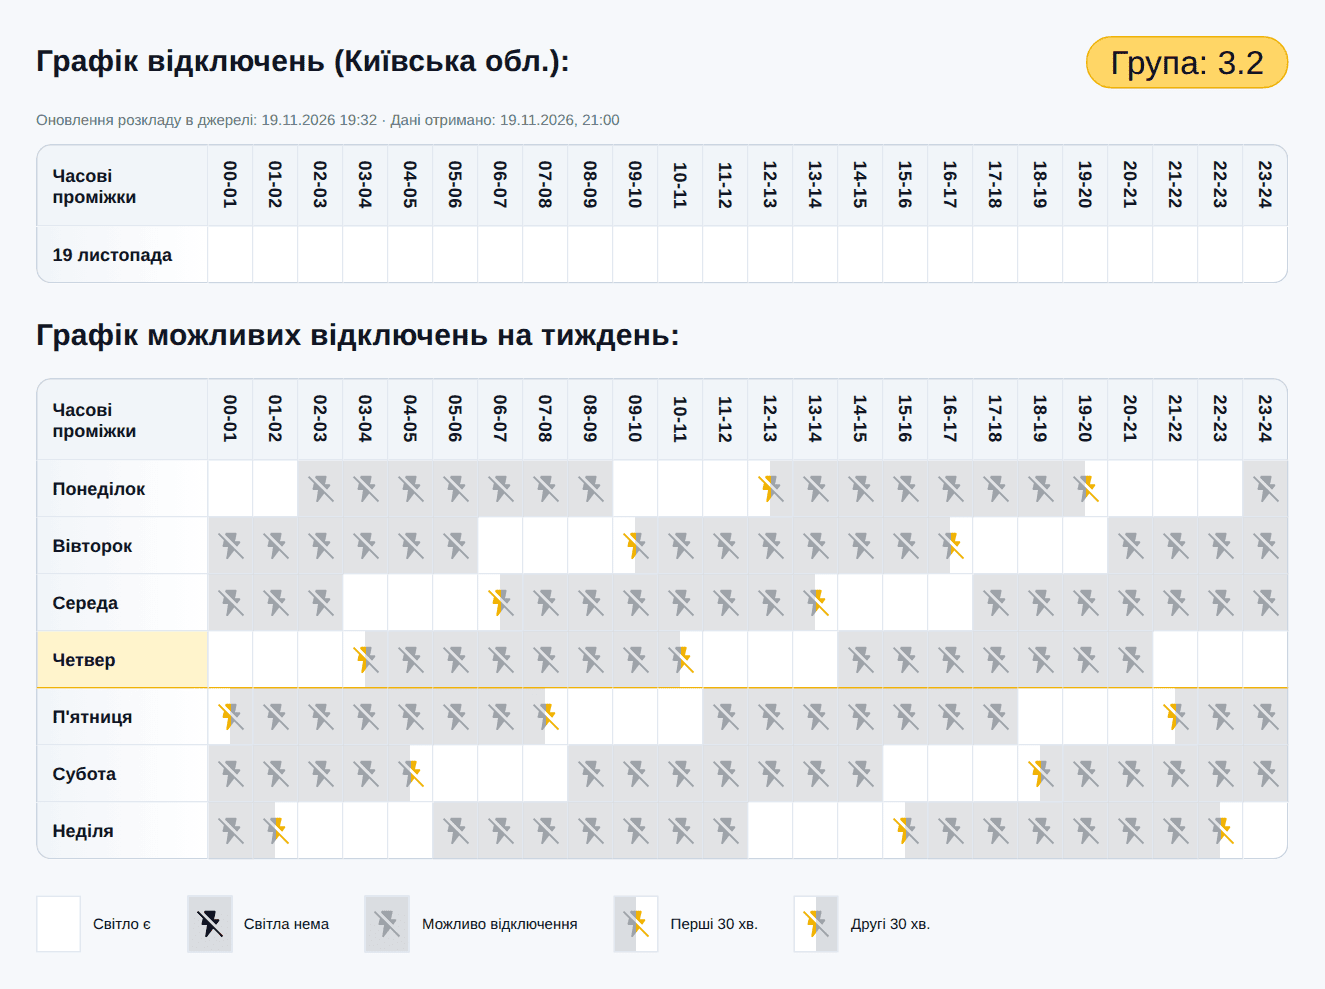 Графік відключень (Київська обл.):
Група: 3.2
Оновлення розкладу в джерелі: 19.11.2026 19:32 · Дані отримано: 19.11.2026, 21:00
Часові проміжки 00-01 01-02 02-03 03-04 04-05 05-06 06-07 07-08 08-09 09-10 10-11 11-12 12-13 13-14 14-15 15-16 16-17 17-18 18-19 19-20 20-21 21-22 22-23 23-24
19 листопада
Графік можливих відключень на тиждень:
Часові проміжки 00-01 01-02 02-03 03-04 04-05 05-06 06-07 07-08 08-09 09-10 10-11 11-12 12-13 13-14 14-15 15-16 16-17 17-18 18-19 19-20 20-21 21-22 22-23 23-24
Понеділок
Вівторок
Середа
Четвер
П'ятниця
Субота
Неділя
Світло є Світла нема Можливо відключення Перші 30 хв. Другі 30 хв.